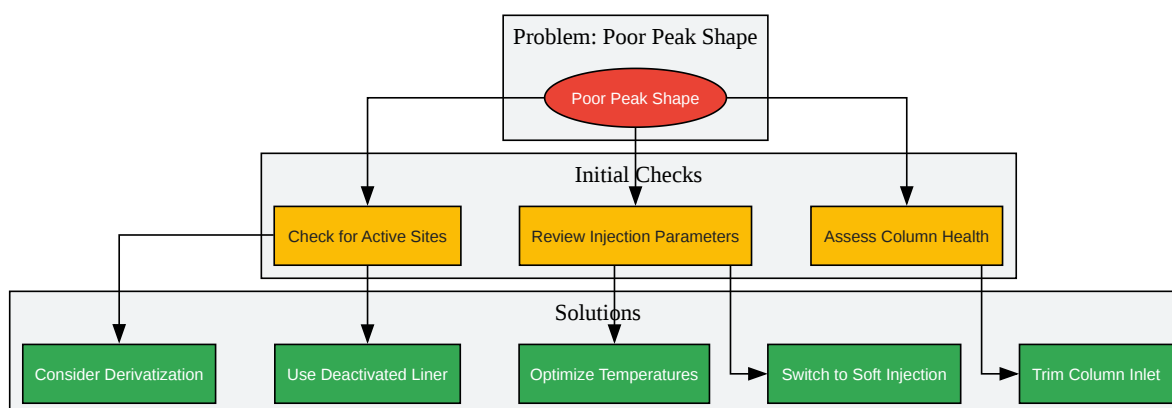 Problem: Poor Peak Shape
Poor Peak Shape
Initial Checks
Check for Active Sites
Review Injection Parameters
Assess Column Health
Solutions
Consider Derivatization
Use Deactivated Liner
Optimize Temperatures
Switch to Soft Injection
Trim Column Inlet